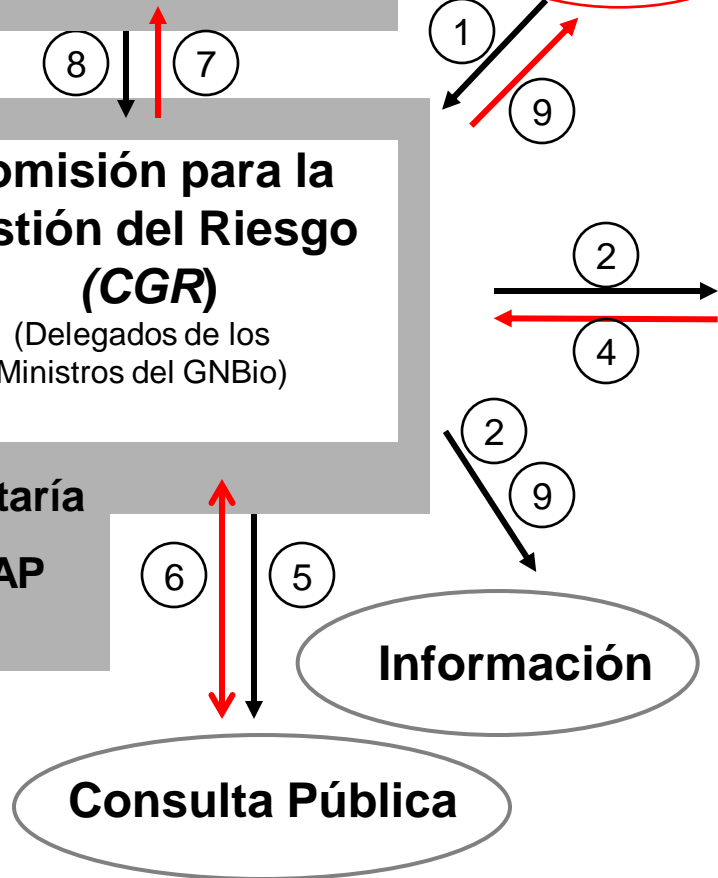 1
8 7
9
omisión para la
stión del Riesgo
(CGR)
(Delegados de los
Ministros del GNBio)
2
4
2
taría
9
AP
6 5
Información
Consulta Pública